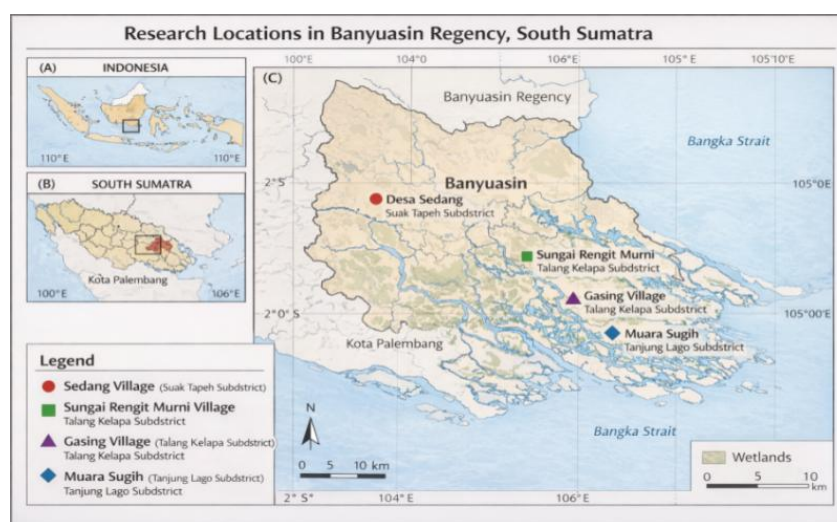 Research Locations in Banyuasin Regency, South Sumatra
(A) INDONESIA
110°E 110°E
(B) SOUTH SUMATRA
Kota Palembang
100°E 106°E
Legend
Sedang Village (Suak Tapeh Subdstrict)
Sungai Rengit Murni Village
Talang Kelapa Subdstrict
Gasing Village (Talang Kelapa Subdstrict)
Talang Kelapa Subdstrict
Muara Sugih (Tanjung Lago Subdstrict)
Tanjung Lago Subdstrict
100°E 104°O 106°E 105°E 105°10 E
(C)
Banyuasin Regency
Bangka Strait
2°S
105°O E
Banyuasin
Desa Sedang
Suak Tapeh Subdstrict
Sungai Rengit Murni
Talang Kelapa Subdstrict
Gasing Village
Talang Kelapa Subdstrict
2°O°S
105°00 E
Muara Sugih
Tanjung Lago Subdstrict
Kota Palembang
N
0 5 10 km
Bangka Strait
Wetlands
0 5 10
km
2° S° 104°E 106°E